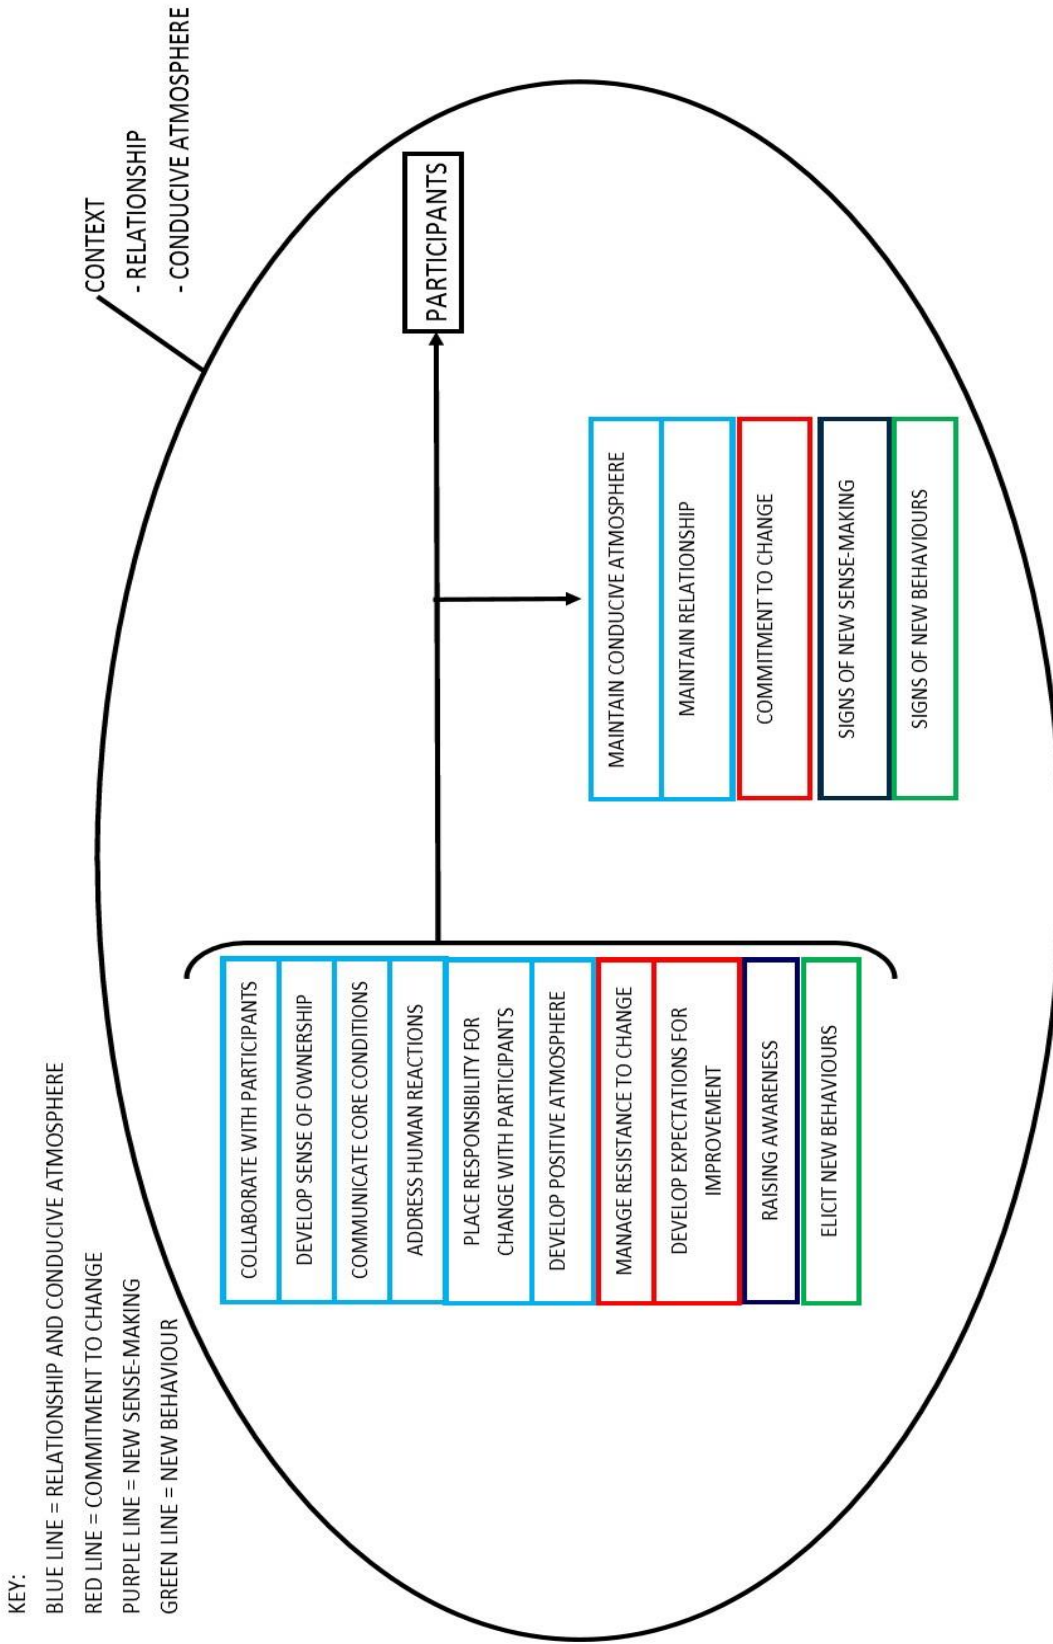 KEY:
BLUE LINE = RELATIONSHIP AND CONDUCIVE ATMOSPHERE
RED LINE = COMMITMENT TO CHANGE
PURPLE LINE = NEW SENSE-MAKING
GREEN LINE = NEW BEHAVIOUR
CONTEXT
- RELATIONSHIP
- CONDUCIVE ATMOSPHERE
COLLABORATE WITH PARTICIPANTS
DEVELOP SENSE OF OWNERSHIP
COMMUNICATE CORE CONDITIONS
ADDRESS HUMAN REACTIONS
PLACE RESPONSIBILITY FOR
CHANGE WITH PARTICIPANTS
DEVELOP POSITIVE ATMOSPHERE
MANAGE RESISTANCE TO CHANGE
DEVELOP EXPECTATIONS FOR
IMPROVEMENT
RAISING AWARENESS
ELICIT NEW BEHAVIOURS
PARTICIPANTS
MAINTAIN CONDUCIVE ATMOSPHERE
MAINTAIN RELATIONSHIP
COMMITMENT TO CHANGE
SIGNS OF NEW SENSE-MAKING
SIGNS OF NEW BEHAVIOURS